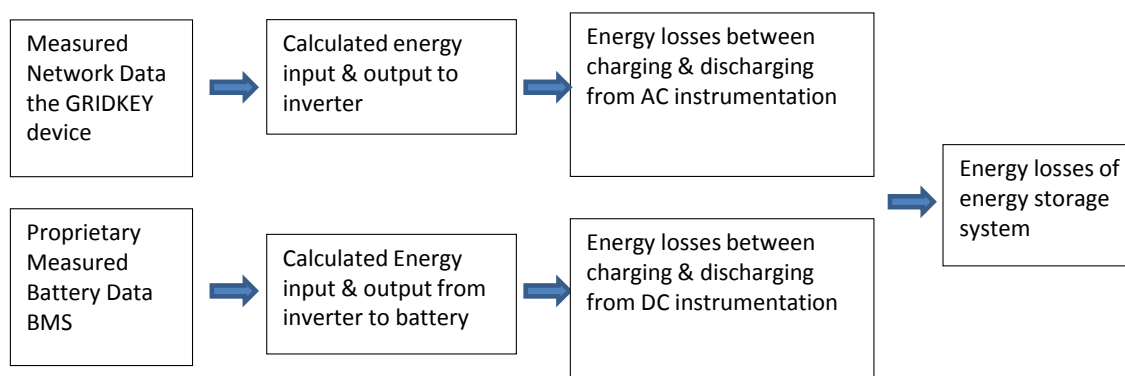 Measured
Network Data
the GRIDKEY
device
Calculated energy
input & output to
inverter
Energy losses between
charging & discharging
from AC instrumentation
Proprietary
Measured
Battery Data
BMS
Calculated Energy
input & output from
inverter to battery
Energy losses between
charging & discharging
from DC instrumentation
Energy losses of
energy storage
system